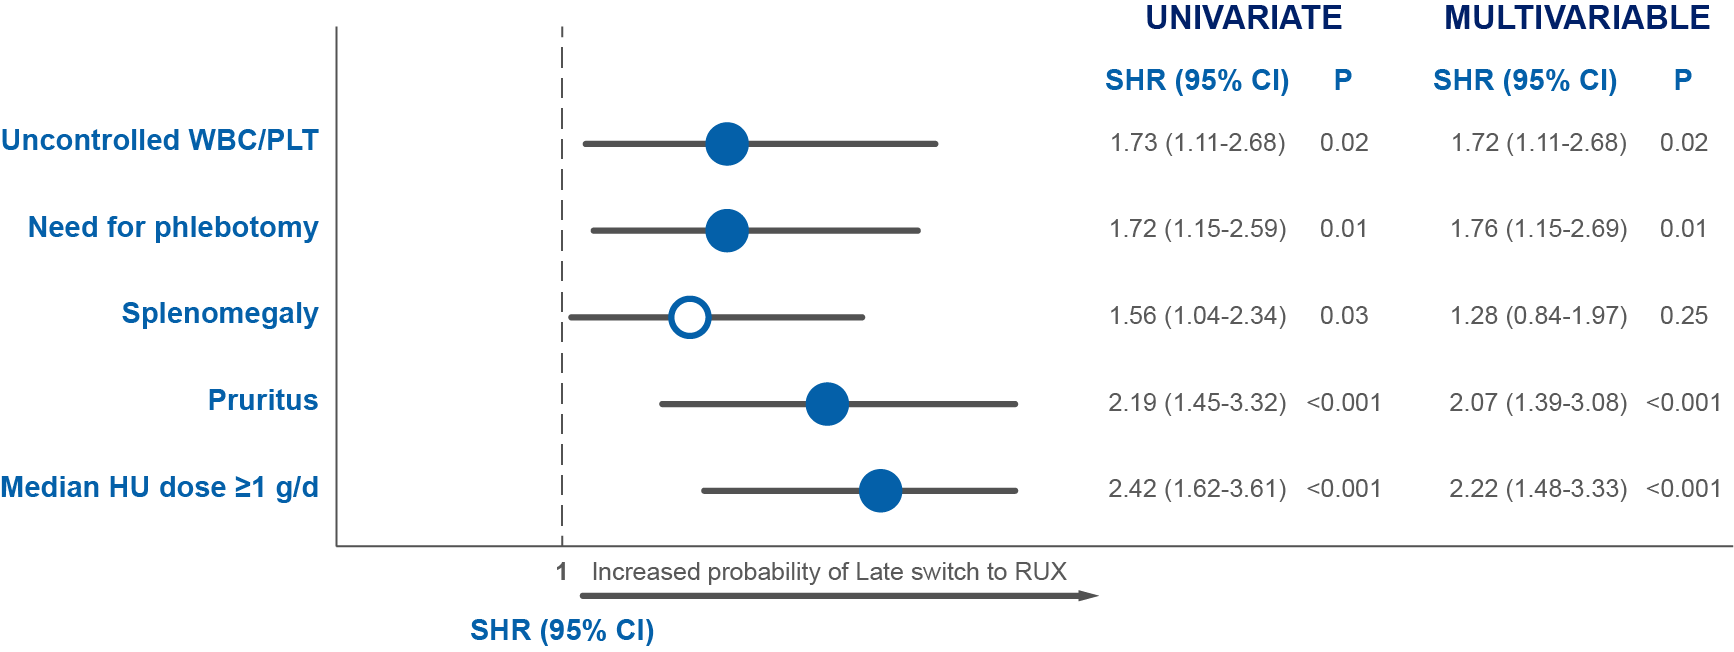 UNIVARIATE MULTIVARIABLE
SHR (95% CI) P SHR (95% CI) P
Uncontrolled WBC/PLT 1.73 (1.11-2.68) 0.02 1.72 (1.11-2.68) 0.02
Need for phlebotomy 1.72 (1.15-2.59) 0.01 1.76 (1.15-2.69) 0.01
Splenomegaly 1.56 (1.04-2.34) 0.03 1.28 (0.84-1.97) 0.25
Pruritus 2.19 (1.45-3.32) <0.001 2.07 (1.39-3.08) <0.001
Median HU dose ≥1 g/d 2.42 (1.62-3.61) <0.001 2.22 (1.48-3.33) <0.001
1 Increased probability of Late switch to RUX
SHR (95% CI)